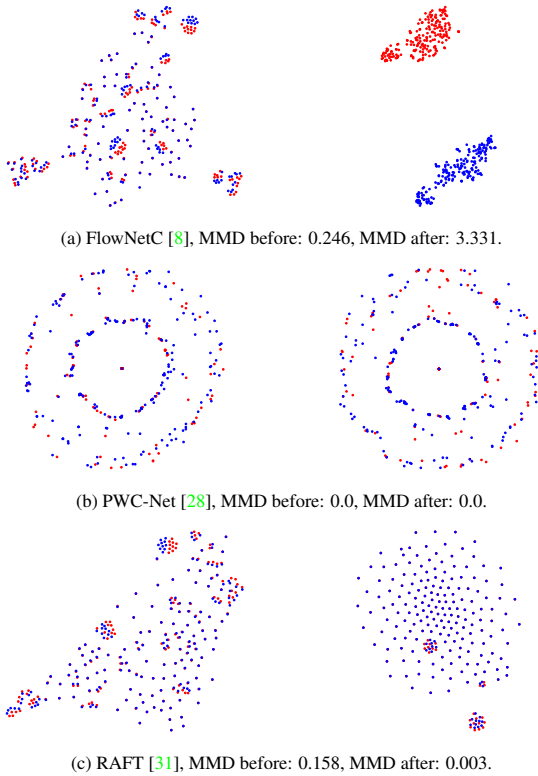 (a) FlowNetC [8], MMD before: 0.246, MMD after: 3.331.
(b) PWC-Net [28], MMD before: 0.0, MMD after: 0.0.
(c) RAFT [31], MMD before: 0.158, MMD after: 0.003.